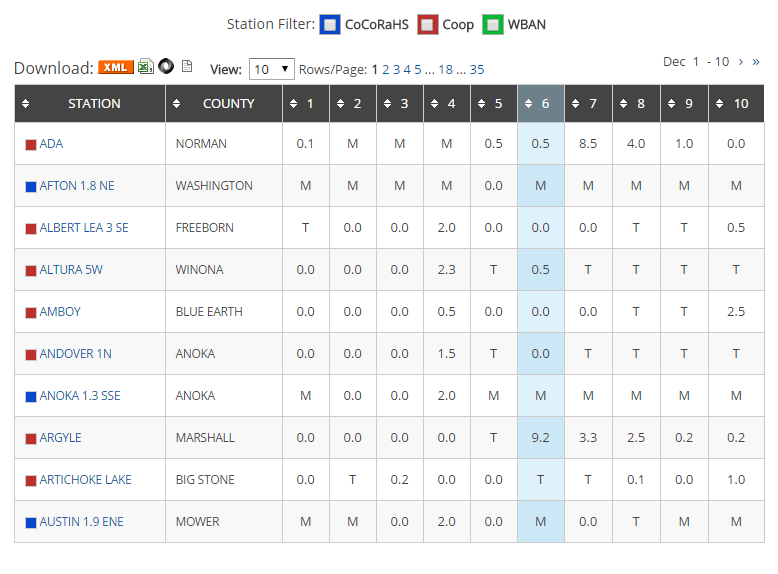 Station Filter: CoCoRaHS Coop WBAN
Download: XML View: 10 Rows/Page: 1 2 3 4 5 ... 18 ... 35 Dec 1 - 10 › »
STATION COUNTY 1 2 3 4 5 6 7 8 9 10
ADA NORMAN 0.1 M M M 0.5 0.5 8.5 4.0 1.0 0.0
AFTON 1.8 NE WASHINGTON M M M M 0.0 M M M M M
ALBERT LEA 3 SE FREEBORN T 0.0 0.0 2.0 0.0 0.0 0.0 T T 0.5
ALTURA 5W WINONA 0.0 0.0 0.0 2.3 T 0.5 T T T T
AMBOY BLUE EARTH 0.0 0.0 0.0 0.5 0.0 0.0 0.0 T T 2.5
ANDOVER 1N ANOKA 0.0 0.0 0.0 1.5 T 0.0 T T T T
ANOKA 1.3 SSE ANOKA M 0.0 0.0 2.0 M M M M M M
ARGYLE MARSHALL 0.0 0.0 0.0 0.0 T 9.2 3.3 2.5 0.2 0.2
ARTICHOKE LAKE BIG STONE 0.0 T 0.2 0.0 0.0 T T 0.1 0.0 1.0
AUSTIN 1.9 ENE MOWER M M 0.0 2.0 0.0 M 0.0 T M M